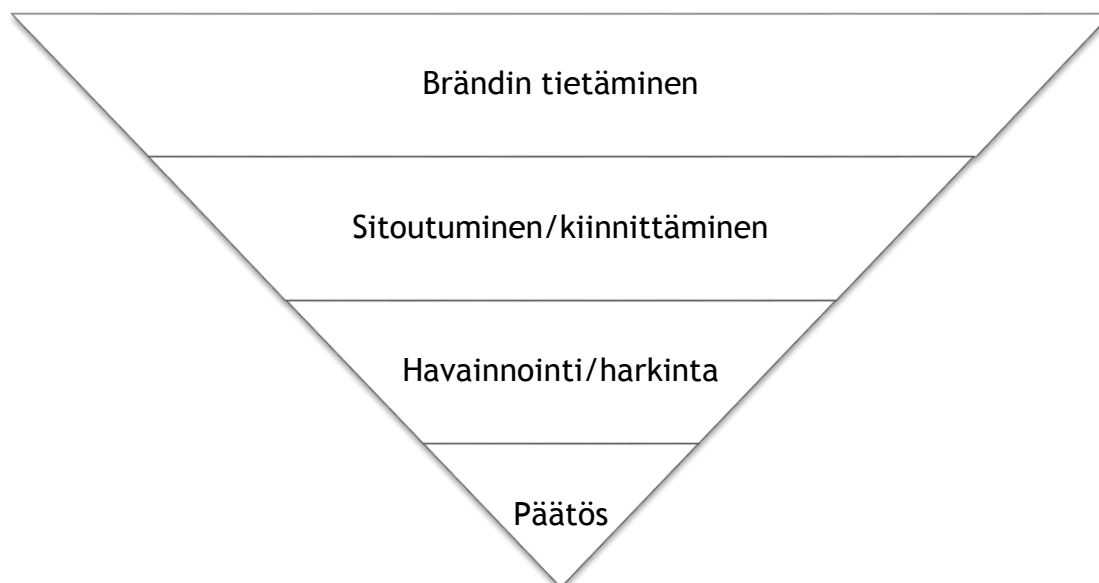 Brändin tietäminen
Sitoutuminen/kiinnittäminen
Havainnointi/harkinta
Päätös